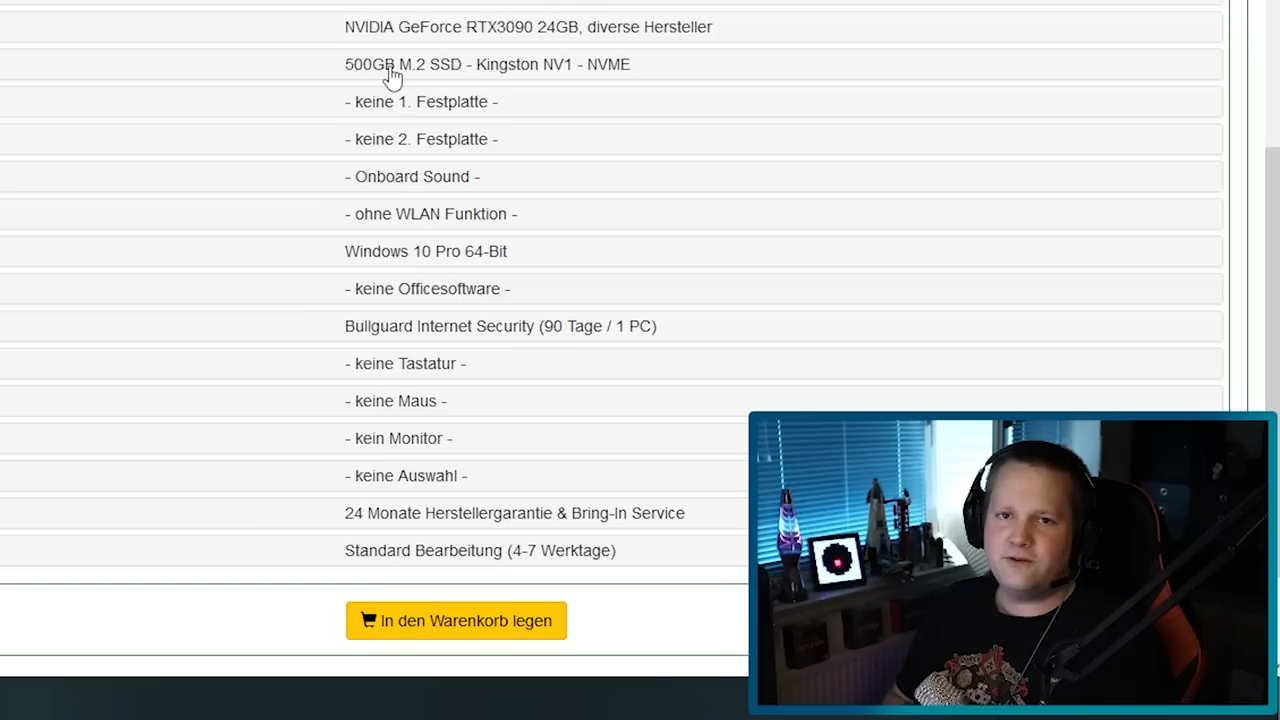 NVIDIA GeForce RTX3090 24GB, diverse Hersteller
500GB M.2 SSD - Kingston NV1 - NVME
- keine 1. Festplatte -
- keine 2. Festplatte -
- Onboard Sound -
- ohne WLAN Funktion -
Windows 10 Pro 64-Bit
- keine Officesoftware -
Bullguard Internet Security (90 Tage / 1 PC)
- keine Tastatur -
- keine Maus -
- kein Monitor -
- keine Auswahl -
24 Monate Herstellergarantie & Bring-In Service
Standard Bearbeitung (4-7 Werktage)
In den Warenkorb legen